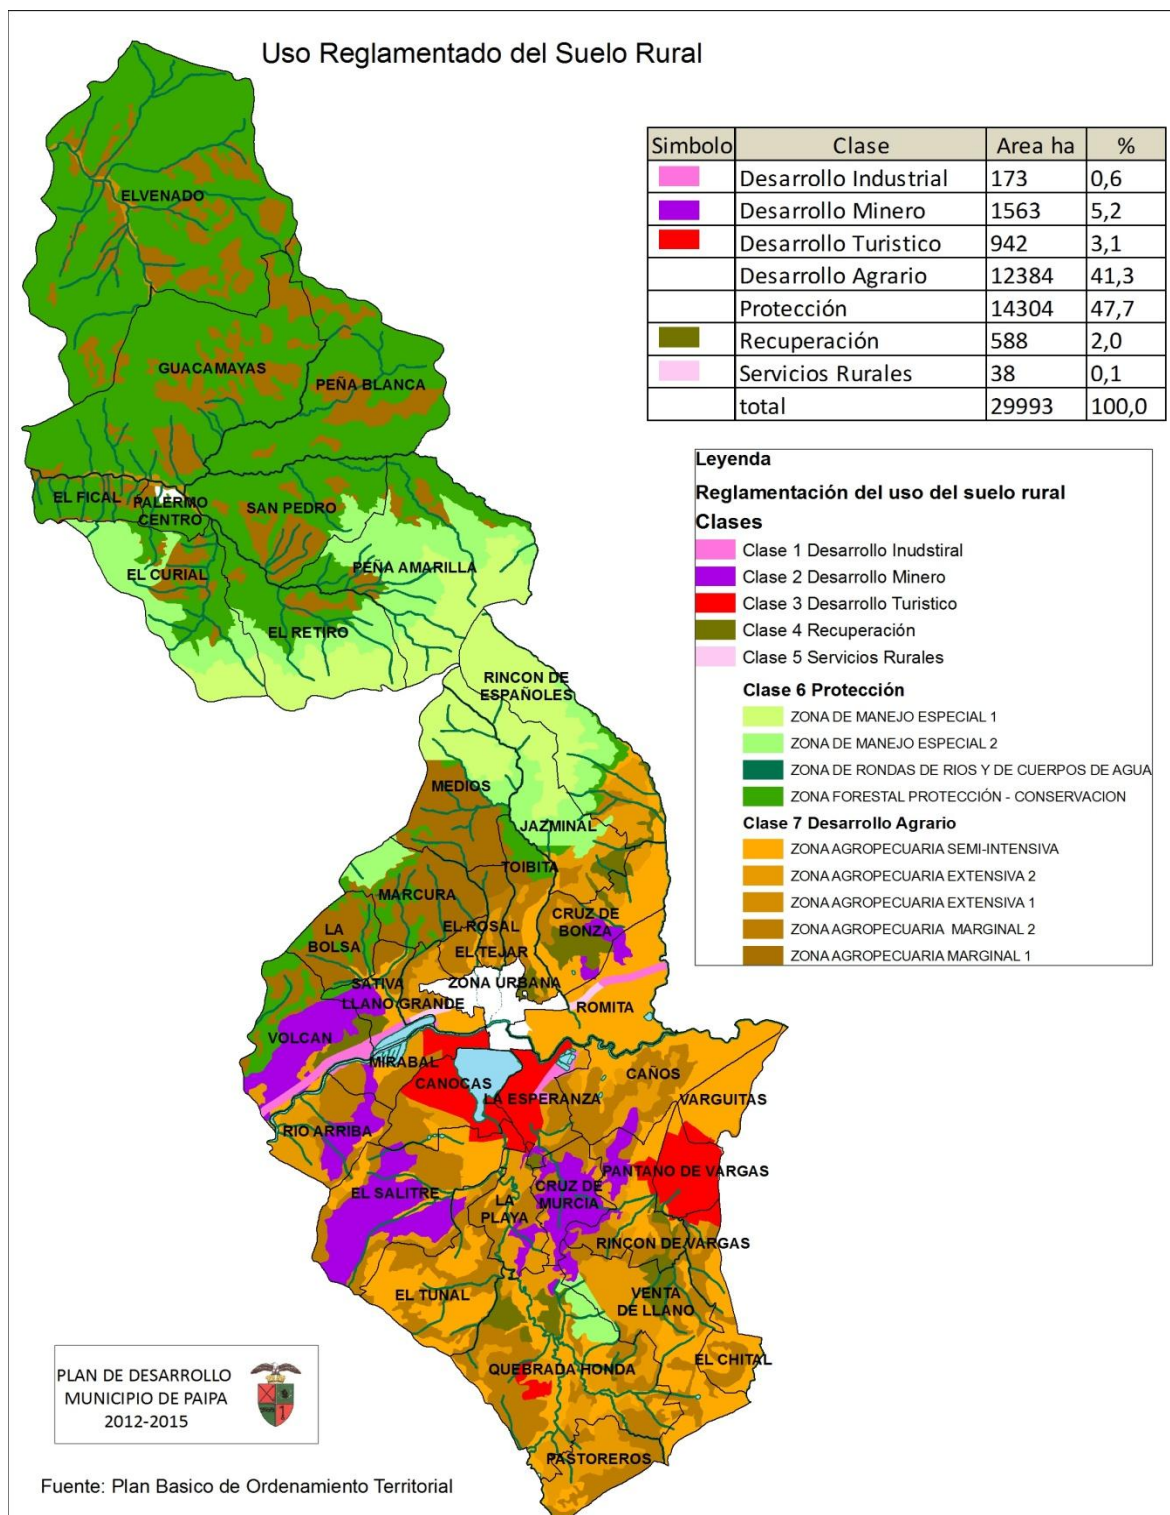 Uso Reglamentado del Suelo Rural
Simbolo Clase Area ha %
Desarrollo Industrial 173 0,6
Desarrollo Minero 1563 5,2
Desarrollo Turistico 942 3,1
Desarrollo Agrario 12384 41,3
Protección 14304 47,7
Recuperación 588 2,0
Servicios Rurales 38 0,1
total 29993 100,0
Leyenda
Reglamentación del uso del suelo rural
Clases
Clase 1 Desarrollo Inudstiral
Clase 2 Desarrollo Minero
Clase 3 Desarrollo Turistico
Clase 4 Recuperación
Clase 5 Servicios Rurales
Clase 6 Protección
ZONA DE MANEJO ESPECIAL 1
ZONA DE MANEJO ESPECIAL 2
ZONA DE RONDAS DE RIOS Y DE CUERPOS DE AGUA
ZONA FORESTAL PROTECCIÓN - CONSERVACION
Clase 7 Desarrollo Agrario
ZONA AGROPECUARIA SEMI-INTENSIVA
ZONA AGROPECUARIA EXTENSIVA 2
ZONA AGROPECUARIA EXTENSIVA 1
ZONA AGROPECUARIA MARGINAL 2
ZONA AGROPECUARIA MARGINAL 1
ELVENADO
GUACAMAYAS
PEÑA BLANCA
EL FICAL
PALERMO
CENTRO
SAN PEDRO
EL CURIAL
PEÑA AMARILLA
EL RETIRO
RINCON DE
ESPAÑOLES
MEDIOS
JAZMINAL
TOIBITA
MARCURA
LA
BOLSA
EL ROSAL
CRUZ DE
BONZA
EL TEJAR
SATIVA
ZONA URBANA
LLANO GRANDE
ROMITA
VOLCAN
MIRABAL
CANOCAS
LA ESPERANZA
CAÑOS
VARGUITAS
RIO ARRIBA
PANTANO DE VARGAS
EL SALITRE
LA
PLAYA
CRUZ DE
MURCIA
RINCON DE VARGAS
EL TUNAL
VENTA
DE LLANO
QUEBRADA HONDA
EL CHITAL
PASTOREROS
PLAN DE DESARROLLO
MUNICIPIO DE PAIPA
2012-2015
Fuente: Plan Basico de Ordenamiento Territorial